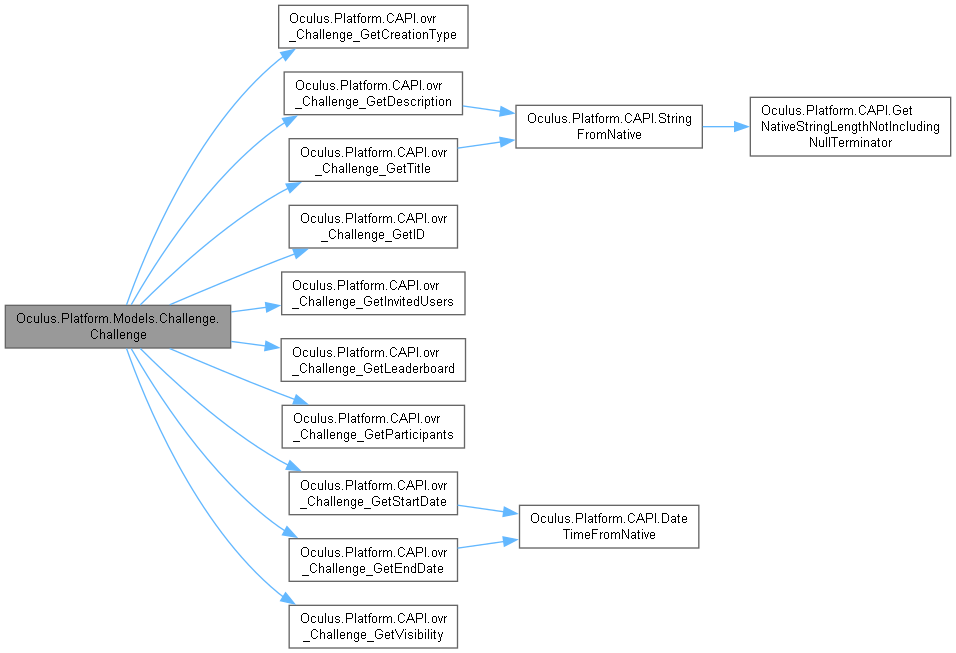 Oculus.Platform.CAPI.ovr
_Challenge_GetCreationType
Oculus.Platform.CAPI.ovr
_Challenge_GetDescription
Oculus.Platform.CAPI.String
FromNative
Oculus.Platform.CAPI.Get
NativeStringLengthNotIncluding
NullTerminator
Oculus.Platform.CAPI.ovr
_Challenge_GetTitle
Oculus.Platform.CAPI.ovr
_Challenge_GetID
Oculus.Platform.CAPI.ovr
_Challenge_GetInvitedUsers
Oculus.Platform.Models.Challenge.
Challenge
Oculus.Platform.CAPI.ovr
_Challenge_GetLeaderboard
Oculus.Platform.CAPI.ovr
_Challenge_GetParticipants
Oculus.Platform.CAPI.ovr
_Challenge_GetStartDate
Oculus.Platform.CAPI.Date
TimeFromNative
Oculus.Platform.CAPI.ovr
_Challenge_GetEndDate
Oculus.Platform.CAPI.ovr
_Challenge_GetVisibility